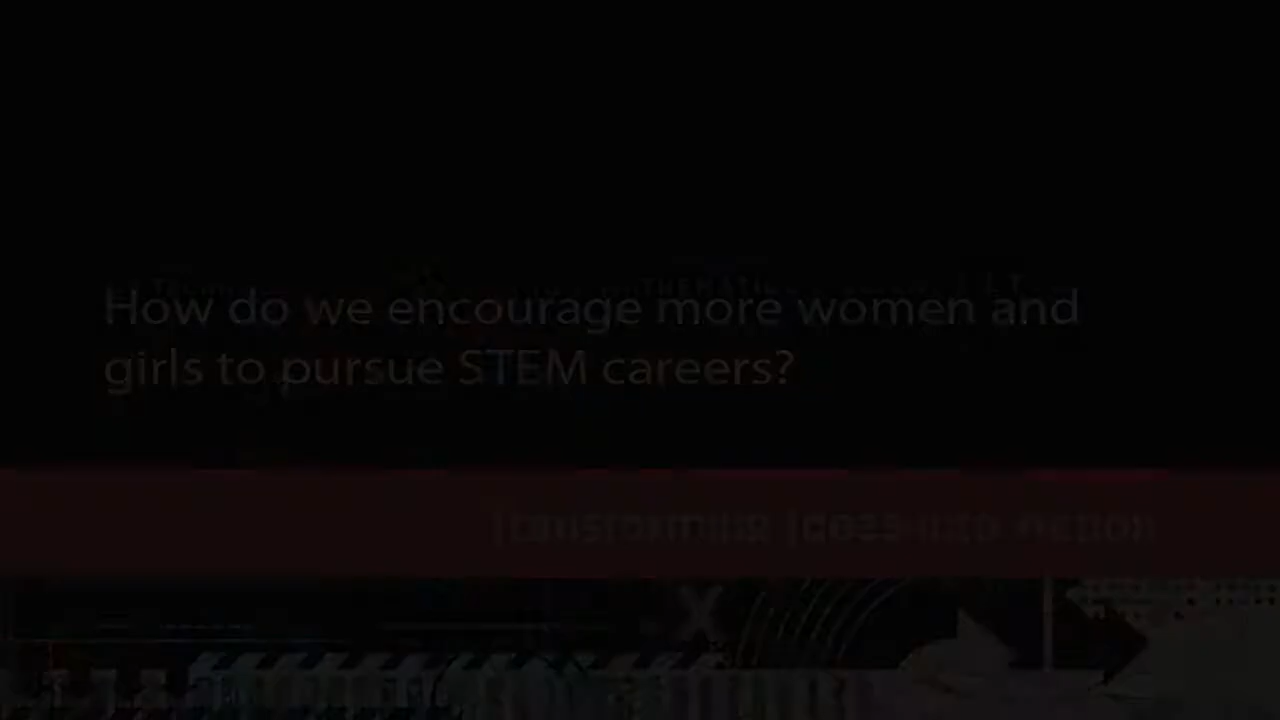 How do we encourage more women and
girls to pursue STEM careers?
Transforming Ideas into Action